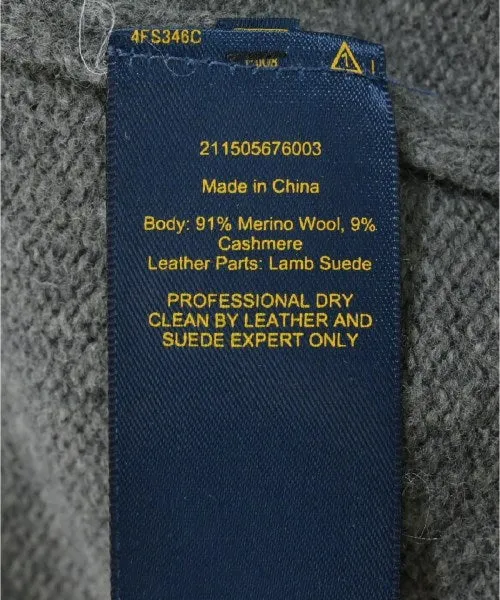 4FS346C
1
211505676003
Made in China
Body: 91% Merino Wool, 9%
Cashmere
Leather Parts: Lamb Suede
PROFESSIONAL DRY
CLEAN BY LEATHER AND
SUEDE EXPERT ONLY